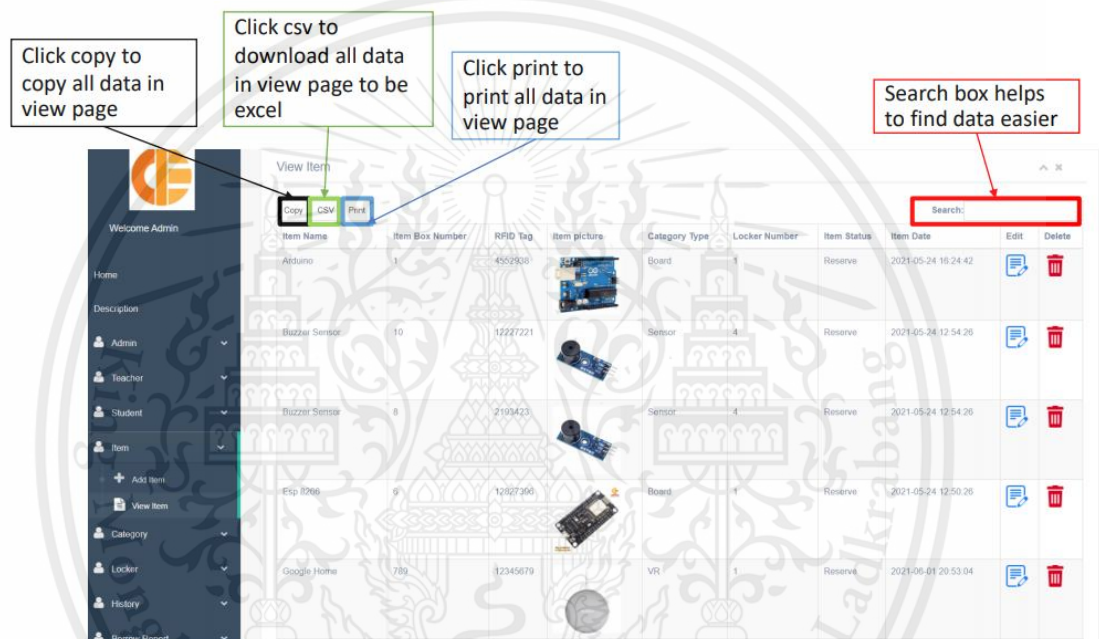 Click copy to
copy all data in
view page
Click csv to
download all data
in view page to be
excel
Click print to
print all data in
view page
Search box helps
to find data easier
View Item
Copy CSV Print
Search:
Welcome Admin
Home
Description
Admin
Teacher
Student
Item
Add Item
View Item
Category
Locker
History
Borrow Report
Item Name Item Box Number RFID Tag Item picture Category Type Locker Number Item Status Item Date Edit Delete
Arduino 1 4552938 Board 1 Reserve 2021-05-24 16:24:42
Buzzer Sensor 10 12227221 Sensor 4 Reserve 2021-05-24 12:54:26
Buzzer Sensor 8 2193423 Sensor 4 Reserve 2021-05-24 12:54:26
Esp 8266 6 12827396 Board 1 Reserve 2021-05-24 12:50:26
Google Home 789 12345679 VR 1 Reserve 2021-06-01 20:53:04
King Mong
Ladkrabang